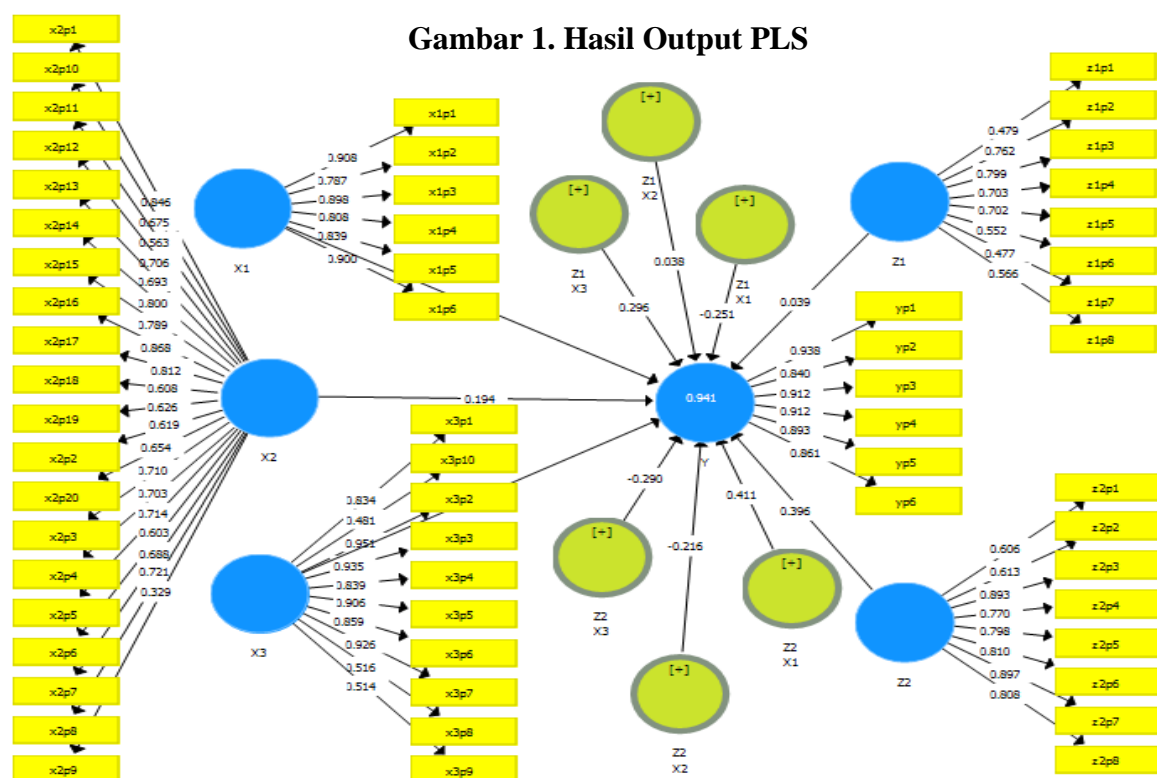 Gambar 1. Hasil Output PLS
x2p1
x2p10
x2p11
x2p12
x2p13
x2p14
x2p15
x2p16
x2p17
x2p18
x2p19
x2p2
x2p20
x2p3
x2p4
x2p5
x2p6
x2p7
x2p8
x2p9
0.846
0.675
0.563
0.706
0.693
0.800
0.789
0.868
0.812
0.608
0.626
0.619
0.654
0.710
0.703
0.714
0.603
0.688
0.721
0.329
X2
0.194
X1
0.908
0.787
0.898
0.808
0.839
0.900
x1p1
x1p2
x1p3
x1p4
x1p5
x1p6
X3
0.834
0.481
0.951
0.935
0.839
0.906
0.859
0.926
0.516
0.514
x3p1
x3p10
x3p2
x3p3
x3p4
x3p5
x3p6
x3p7
x3p8
x3p9
[+]
Z1
X2
0.038
[+]
Z1
X3
0.296
[+]
Z1
X1
-0.251
0.941
Y
0.938
0.840
0.912
0.912
0.893
0.861
yp1
yp2
yp3
yp4
yp5
yp6
-0.290
[+]
Z2
X3
-0.216
[+]
Z2
X2
0.411
[+]
Z2
X1
Z1
0.039
0.479
0.762
0.799
0.703
0.702
0.552
0.477
0.566
z1p1
z1p2
z1p3
z1p4
z1p5
z1p6
z1p7
z1p8
0.396
Z2
0.606
0.613
0.893
0.770
0.798
0.810
0.897
0.808
z2p1
z2p2
z2p3
z2p4
z2p5
z2p6
z2p7
z2p8